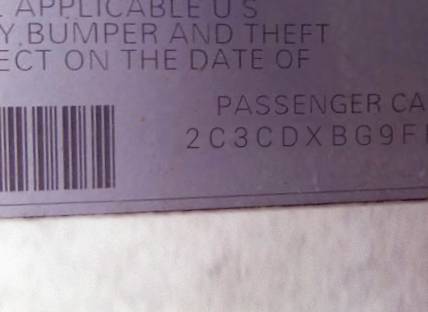 APPLICABLE U S
Y, BUMPER AND THEFT
ECT ON THE DATE OF
PASSENGER CA
2C3CDXBG9F